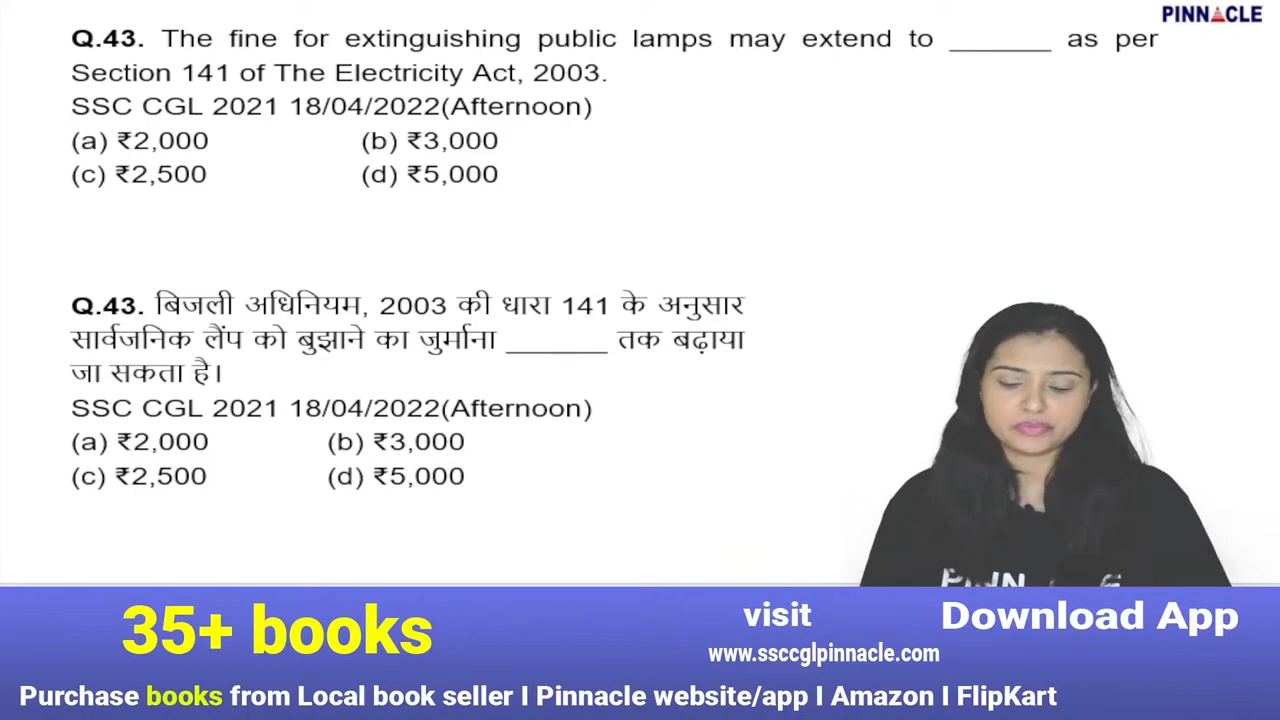 PINNACLE
Q.43. The fine for extinguishing public lamps may extend to _______ as per
Section 141 of The Electricity Act, 2003.
SSC CGL 2021 18/04/2022(Afternoon)
(a) ₹2,000 (b) ₹3,000
(c) ₹2,500 (d) ₹5,000
Q.43. बिजली अधिनियम, 2003 की धारा 141 के अनुसार
सार्वजनिक लैंप को बुझाने का जुर्माना _______ तक बढ़ाया
जा सकता है।
SSC CGL 2021 18/04/2022(Afternoon)
(a) ₹2,000 (b) ₹3,000
(c) ₹2,500 (d) ₹5,000
35+ books
visit
www.ssccglpinnacle.com
Download App
Purchase books from Local book seller I Pinnacle website/app I Amazon I FlipKart